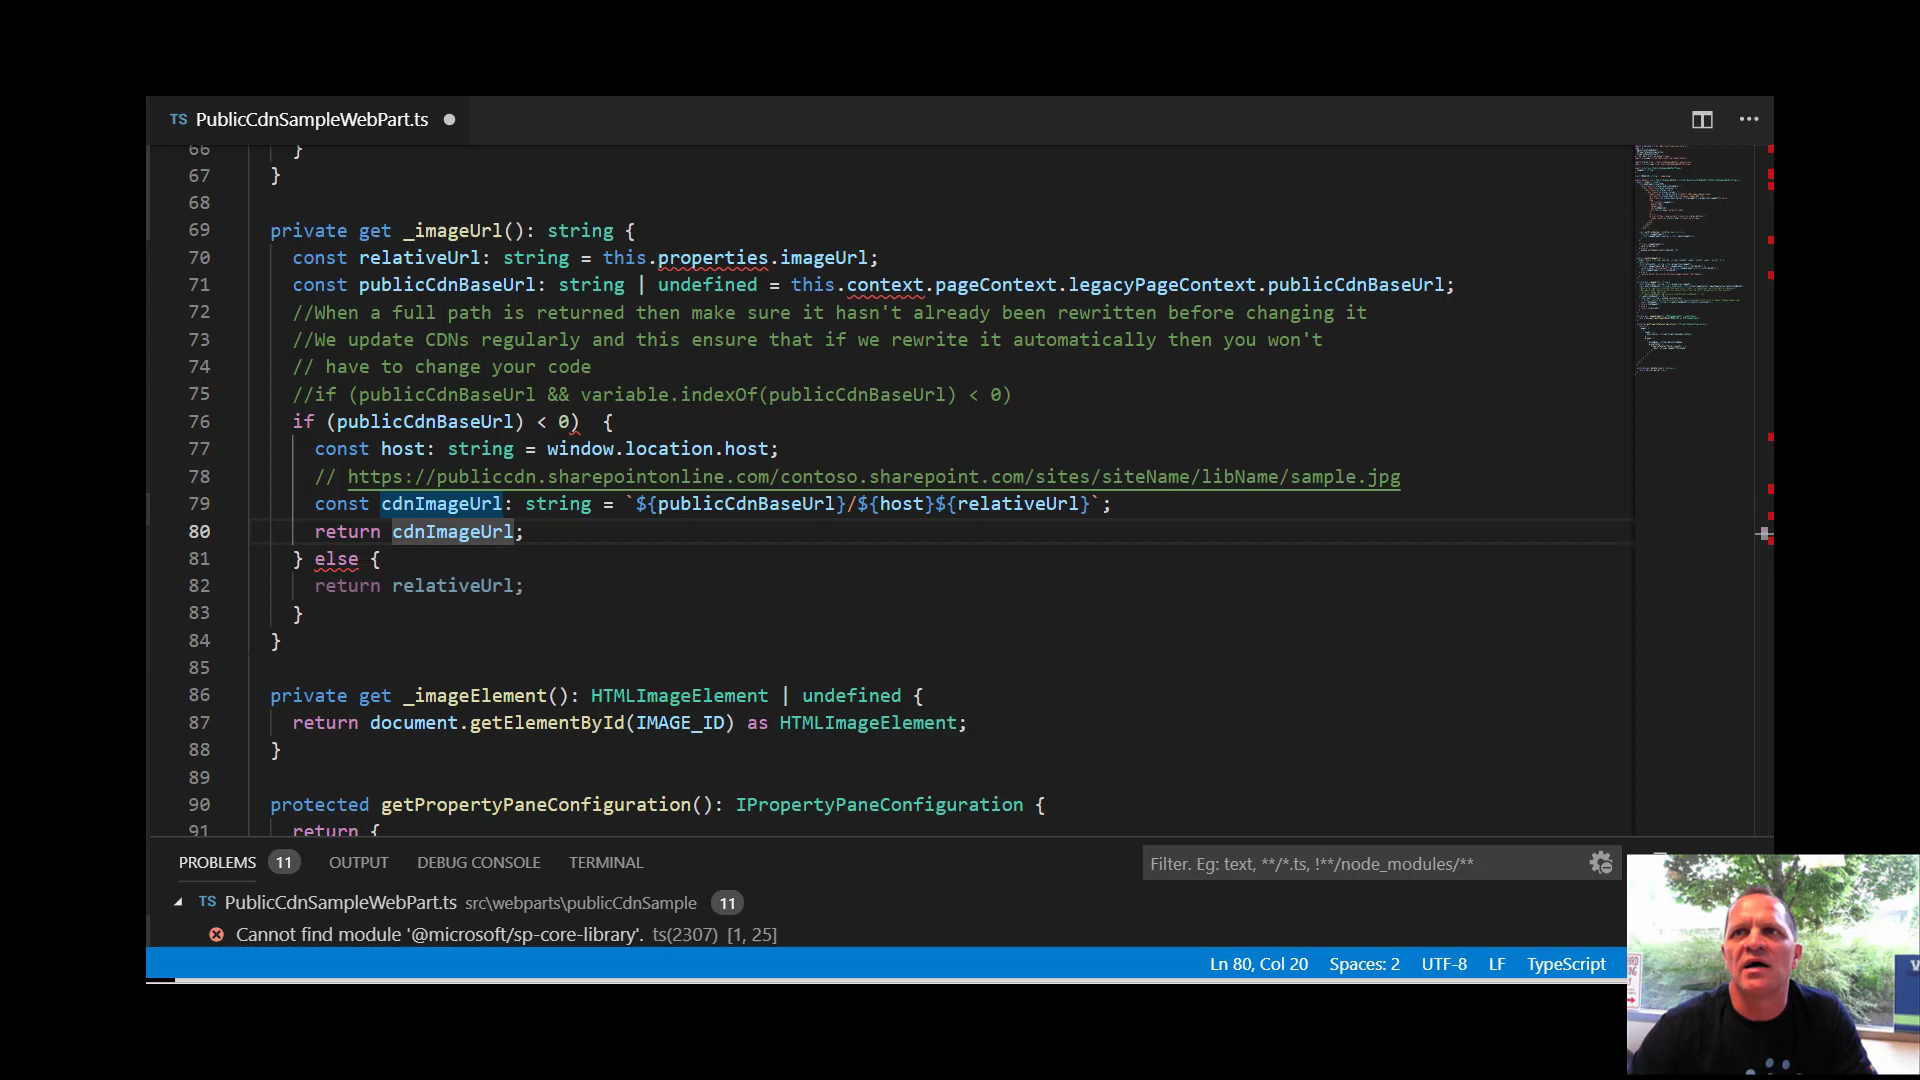 TS PublicCdnSampleWebPart.ts
66 }
67 }
68
69 private get _imageUrl(): string {
70 const relativeUrl: string = this.properties.imageUrl;
71 const publicCdnBaseUrl: string | undefined = this.context.pageContext.legacyPageContext.publicCdnBaseUrl;
72 //When a full path is returned then make sure it hasn't already been rewritten before changing it
73 //We update CDNs regularly and this ensure that if we rewrite it automatically then you won't
74 // have to change your code
75 //if (publicCdnBaseUrl && variable.indexOf(publicCdnBaseUrl) < 0)
76 if (publicCdnBaseUrl) < 0) {
77 const host: string = window.location.host;
78 // https://publiccdn.sharepointonline.com/contoso.sharepoint.com/sites/siteName/libName/sample.jpg
79 const cdnImageUrl: string = `${publicCdnBaseUrl}/${host}${relativeUrl}`;
80 return cdnImageUrl;
81 } else {
82 return relativeUrl;
83 }
84 }
85
86 private get _imageElement(): HTMLImageElement | undefined {
87 return document.getElementById(IMAGE_ID) as HTMLImageElement;
88 }
89
90 protected getPropertyPaneConfiguration(): IPropertyPaneConfiguration {
91 return {
PROBLEMS 11 OUTPUT DEBUG CONSOLE TERMINAL Filter. Eg: text, **/*.ts, !**/node_modules/**
TS PublicCdnSampleWebPart.ts src\webparts\publicCdnSample 11
Cannot find module '@microsoft/sp-core-library'. ts(2307) [1, 25]
Ln 80, Col 20 Spaces: 2 UTF-8 LF TypeScript